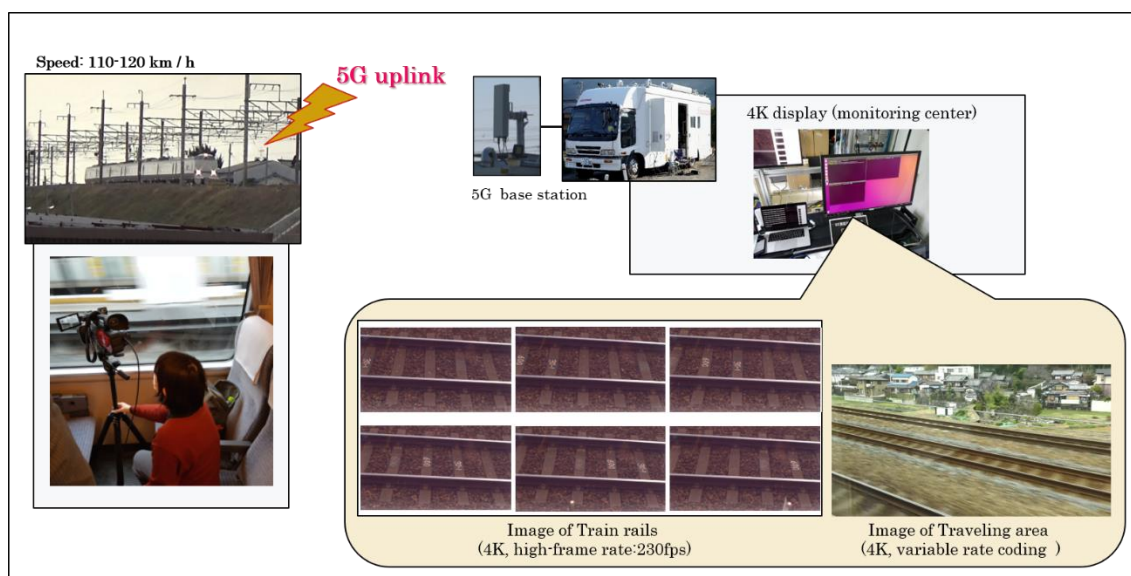 Speed: 110-120 km / h
5G uplink
4K display (monitoring center)
5G base station
Image of Train rails
(4K, high-frame rate:230fps)
Image of Traveling area
(4K, variable rate coding )